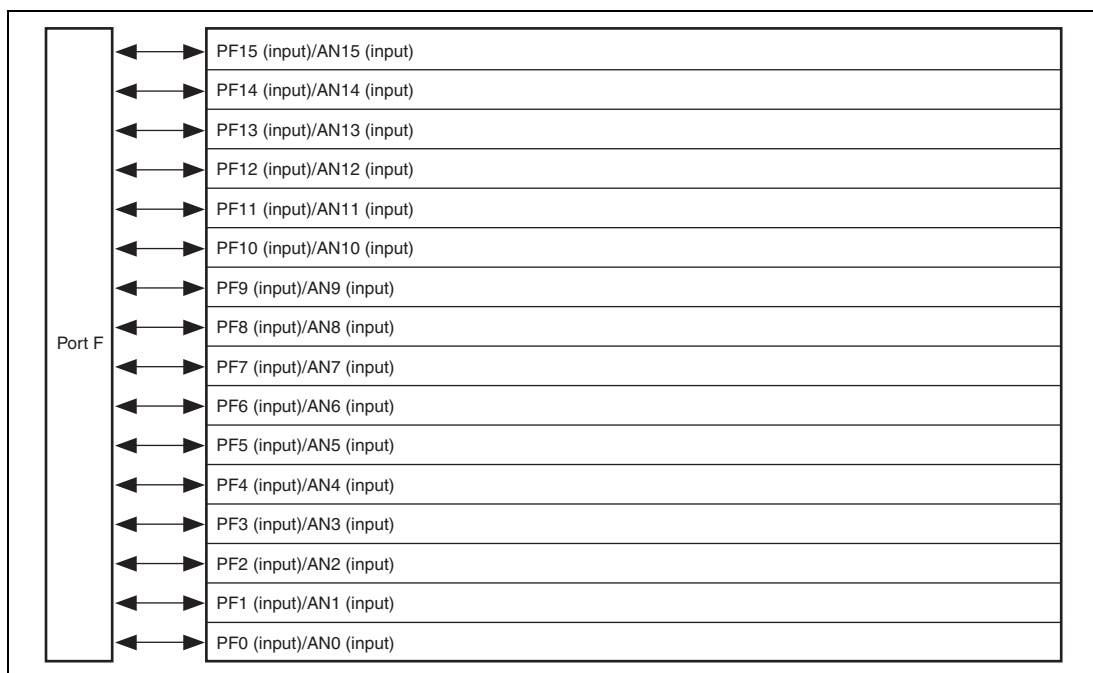 PF15 (input)/AN15 (input)
PF14 (input)/AN14 (input)
PF13 (input)/AN13 (input)
PF12 (input)/AN12 (input)
PF11 (input)/AN11 (input)
PF10 (input)/AN10 (input)
PF9 (input)/AN9 (input)
PF8 (input)/AN8 (input)
Port F
PF7 (input)/AN7 (input)
PF6 (input)/AN6 (input)
PF5 (input)/AN5 (input)
PF4 (input)/AN4 (input)
PF3 (input)/AN3 (input)
PF2 (input)/AN2 (input)
PF1 (input)/AN1 (input)
PF0 (input)/AN0 (input)